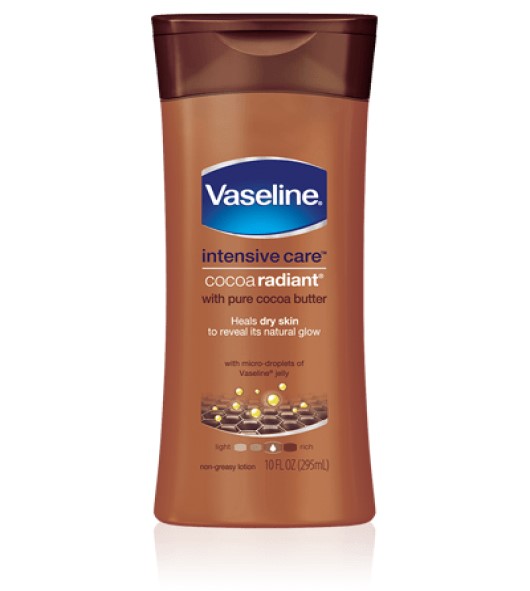 Vaseline®
intensive care™
cocoa radiant®
with pure cocoa butter
Heals dry skin
to reveal its natural glow
with micro-droplets of
Vaseline® jelly
light rich
non-greasy lotion 10 FL OZ (295mL)